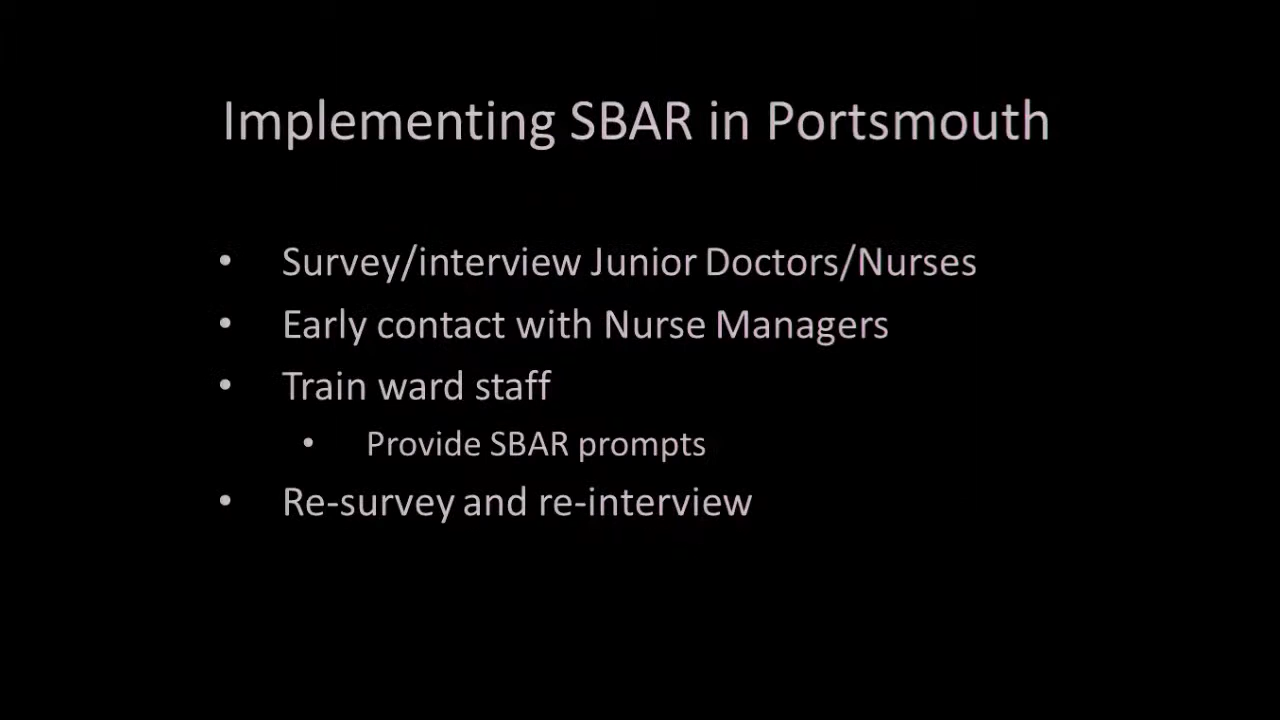 Implementing SBAR in Portsmouth
• Survey/interview Junior Doctors/Nurses
• Early contact with Nurse Managers
• Train ward staff
• Provide SBAR prompts
• Re-survey and re-interview